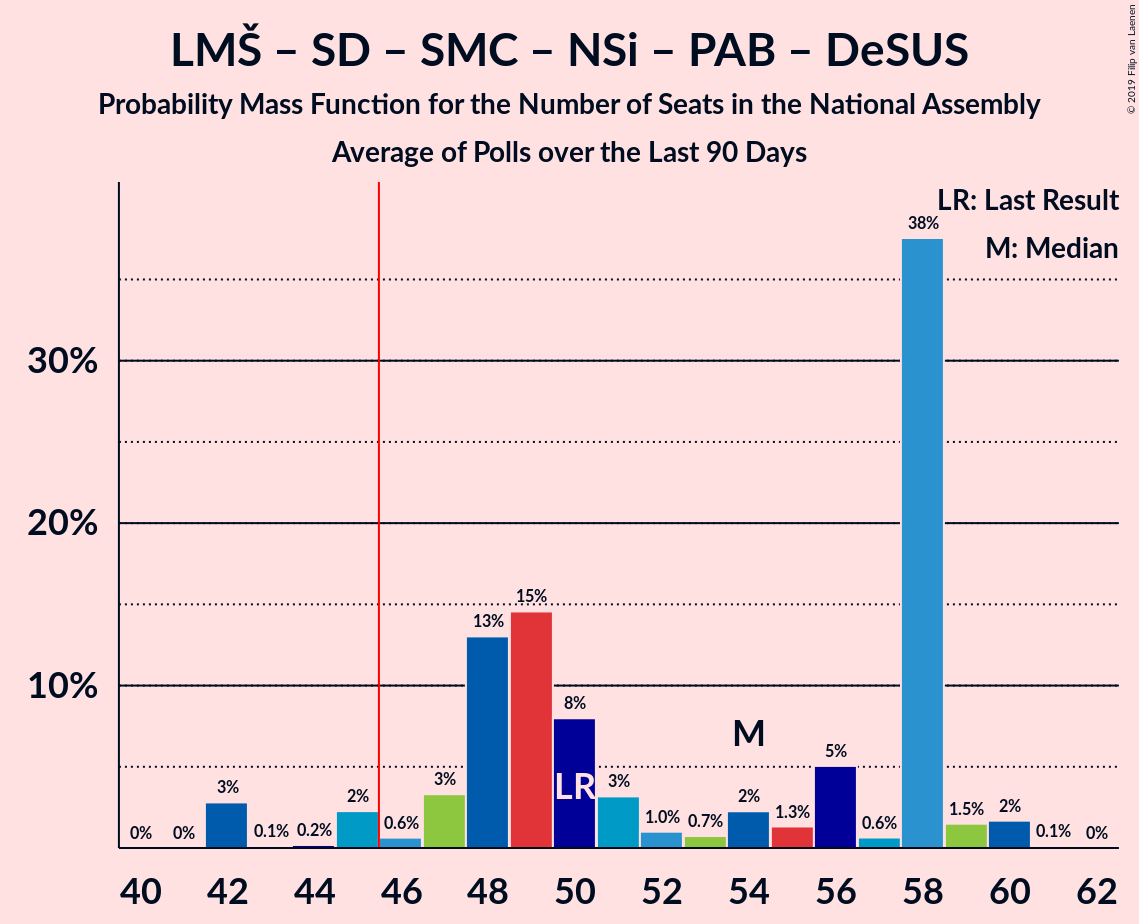 LMŠ – SD – SMC – NSi – PAB – DeSUS
Probability Mass Function for the Number of Seats in the National Assembly
Average of Polls over the Last 90 Days
© 2019 Filip van Laenen
LR: Last Result
M: Median
30%
20%
10%
0%
0%
3%
0.1%
0.2%
2%
0.6%
3%
13%
15%
8%
3%
1.0%
0.7%
2%
1.3%
5%
0.6%
38%
1.5%
2%
0.1%
0%
LR
M
40 42 44 46 48 50 52 54 56 58 60 62